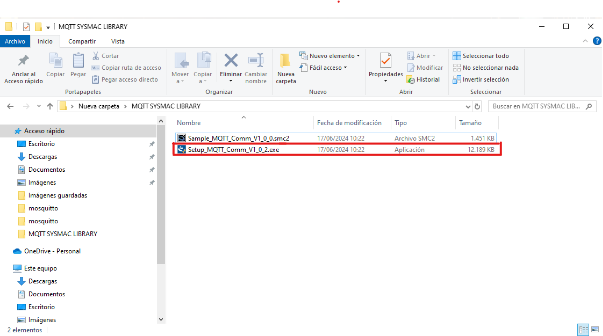 MQTT SYSMAC LIBRARY
Archivo Inicio Compartir Vista
Anclar al Acceso rápido
Copiar
Pegar
Cortar
Copiar ruta de acceso
Pegar acceso directo
Portapapeles
Mover a
Copiar a
Eliminar
Cambiar nombre
Organizar
Nueva carpeta
Nuevo elemento
Fácil acceso
Nuevo
Propiedades
Abrir
Modificar
Historial
Abrir
Seleccionar todo
No seleccionar nada
Invertir selección
Seleccionar
Nueva carpeta > MQTT SYSMAC LIBRARY
Buscar en MQTT SYSMAC LIB...
Acceso rápido
Escritorio
Descargas
Documentos
Imágenes
Imágenes guardadas
mosquitto
mosquitto
MQTT SYSMAC LIBRARY
OneDrive - Personal
Este equipo
Descargas
Documentos
Escritorio
Imágenes
Nombre Fecha de modificación Tipo Tamaño
Sample_MQTT_Comm_V1_0_0.smc2 17/06/2024 10:22 Archivo SMC2 1.451 KB
Setup_MQTT_Comm_V1_0_2.exe 17/06/2024 10:22 Aplicación 12.189 KB
2 elementos